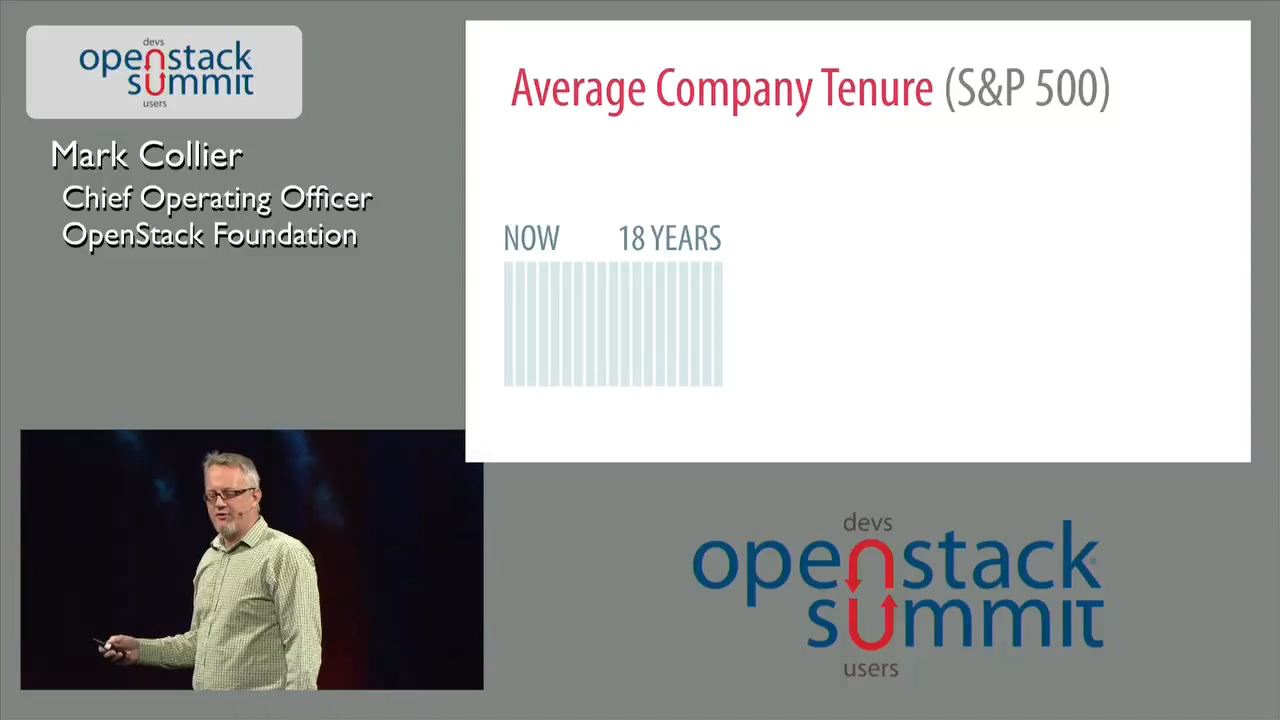 devs
openstack
summit
users
Mark Collier
Chief Operating Officer
OpenStack Foundation
Average Company Tenure (S&P 500)
NOW 18 YEARS
devs
openstack
summit
users